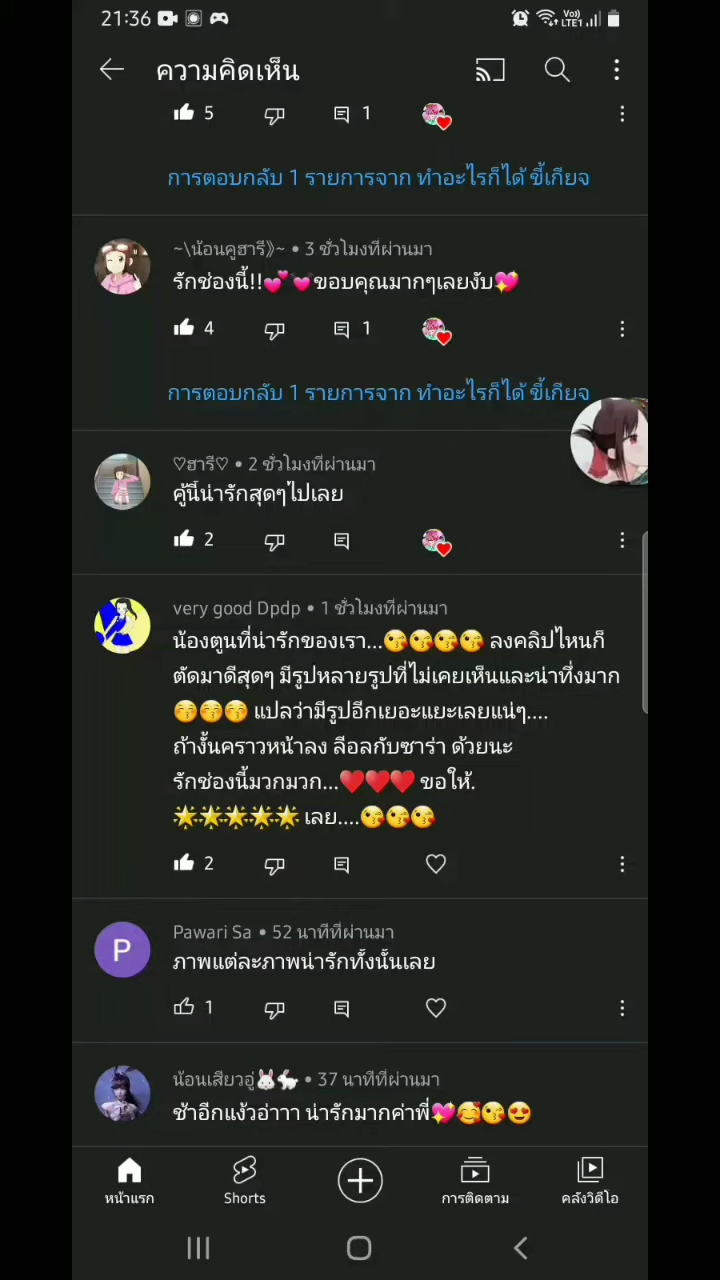 21:36
Vo) LTE1
ความคิดเห็น
5
1
การตอบกลับ 1 รายการจาก ทำอะไรก็ได้ ขี้เกียจ
~\น้อนคูฮารี》~ • 3 ชั่วโมงที่ผ่านมา
รักช่องนี้!!💕💓ขอบคุณมากๆเลยงับ💖
4
1
การตอบกลับ 1 รายการจาก ทำอะไรก็ได้ ขี้เกียจ
♡ฮารี♡ • 2 ชั่วโมงที่ผ่านมา
คู้นี้น่ารักสุดๆไปเลย
2
very good Dpdp • 1 ชั่วโมงที่ผ่านมา
น้องตูนที่น่ารักของเรา...😘😘😘😘 ลงคลิปไหนก็
ตัดมาดีสุดๆ มีรูปหลายรูปที่ไม่เคยเห็นและน่าทึ่งมาก
😚😚😚 แปลว่ามีรูปอีกเยอะแยะเลยแน่ๆ....
ถ้างั้นคราวหน้าลง ลีอลกับซาร่า ด้วยนะ
รักช่องนี้มวกมวก...♥️♥️♥️ ขอให้.
🌟🌟🌟🌟🌟 เลย....😘😘😘
2
Pawari Sa • 52 นาทีที่ผ่านมา
P
ภาพแต่ละภาพน่ารักทั้งนั้นเลย
1
น้อนเสียวอู่🐰🐇 • 37 นาทีที่ผ่านมา
ซ้าอีกแง้วอ่าาา น่ารักมากค่าพี่💖🥰😘😍
หน้าแรก
Shorts
การติดตาม
คลังวิดีโอ